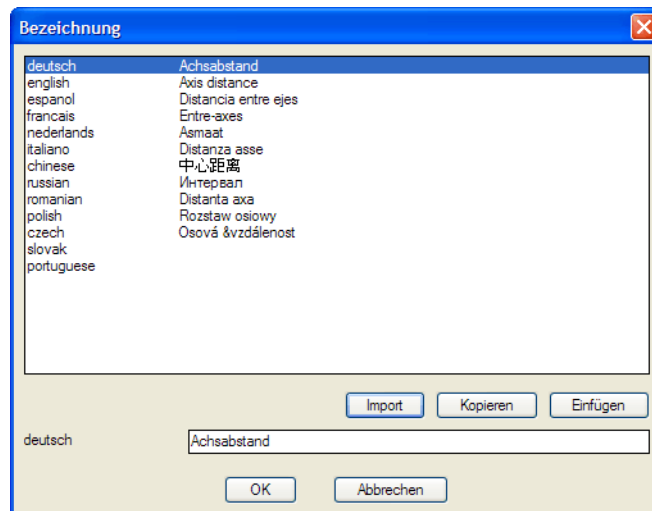 Bezeichnung
deutsch Achsabstand
english Axis distance
espanol Distancia entre ejes
francais Entre-axes
nederlands Asmaat
italiano Distanza asse
chinese 中心距离
russian Интервал
romanian Distanta axa
polish Rozstaw osiowy
czech Osová &vzdálenost
slovak
portuguese
Import Kopieren Einfügen
deutsch Achsabstand
OK Abbrechen